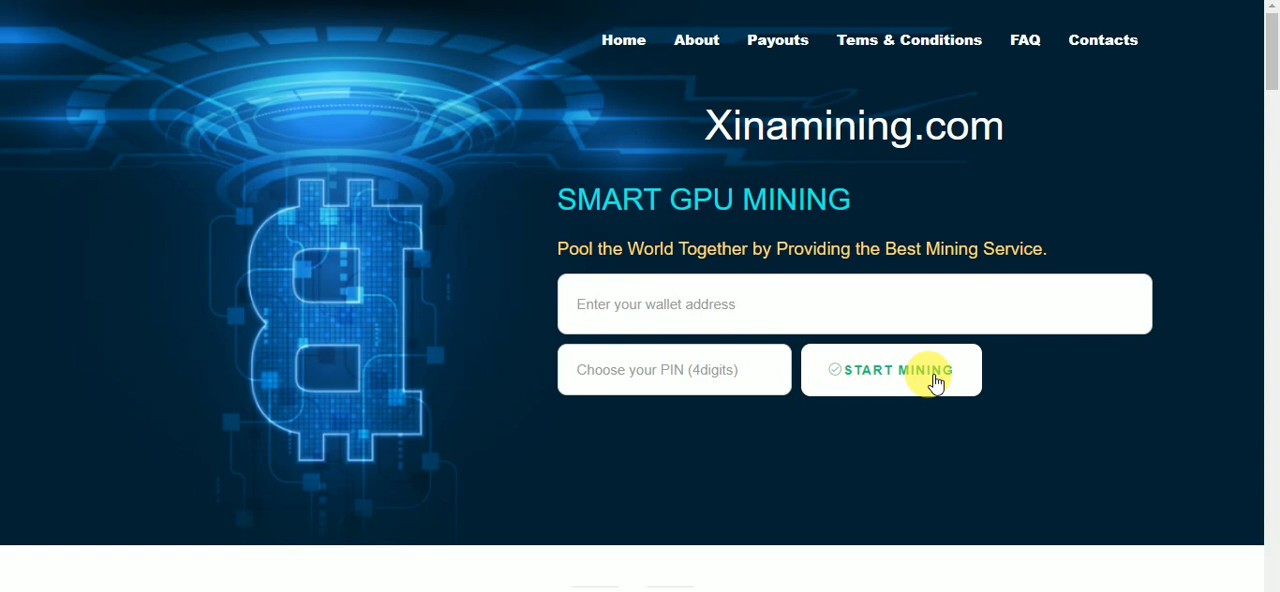 Home About Payouts Tems & Conditions FAQ Contacts
Xinamining.com
SMART GPU MINING
Pool the World Together by Providing the Best Mining Service.
Enter your wallet address
Choose your PIN (4digits)
START MINING